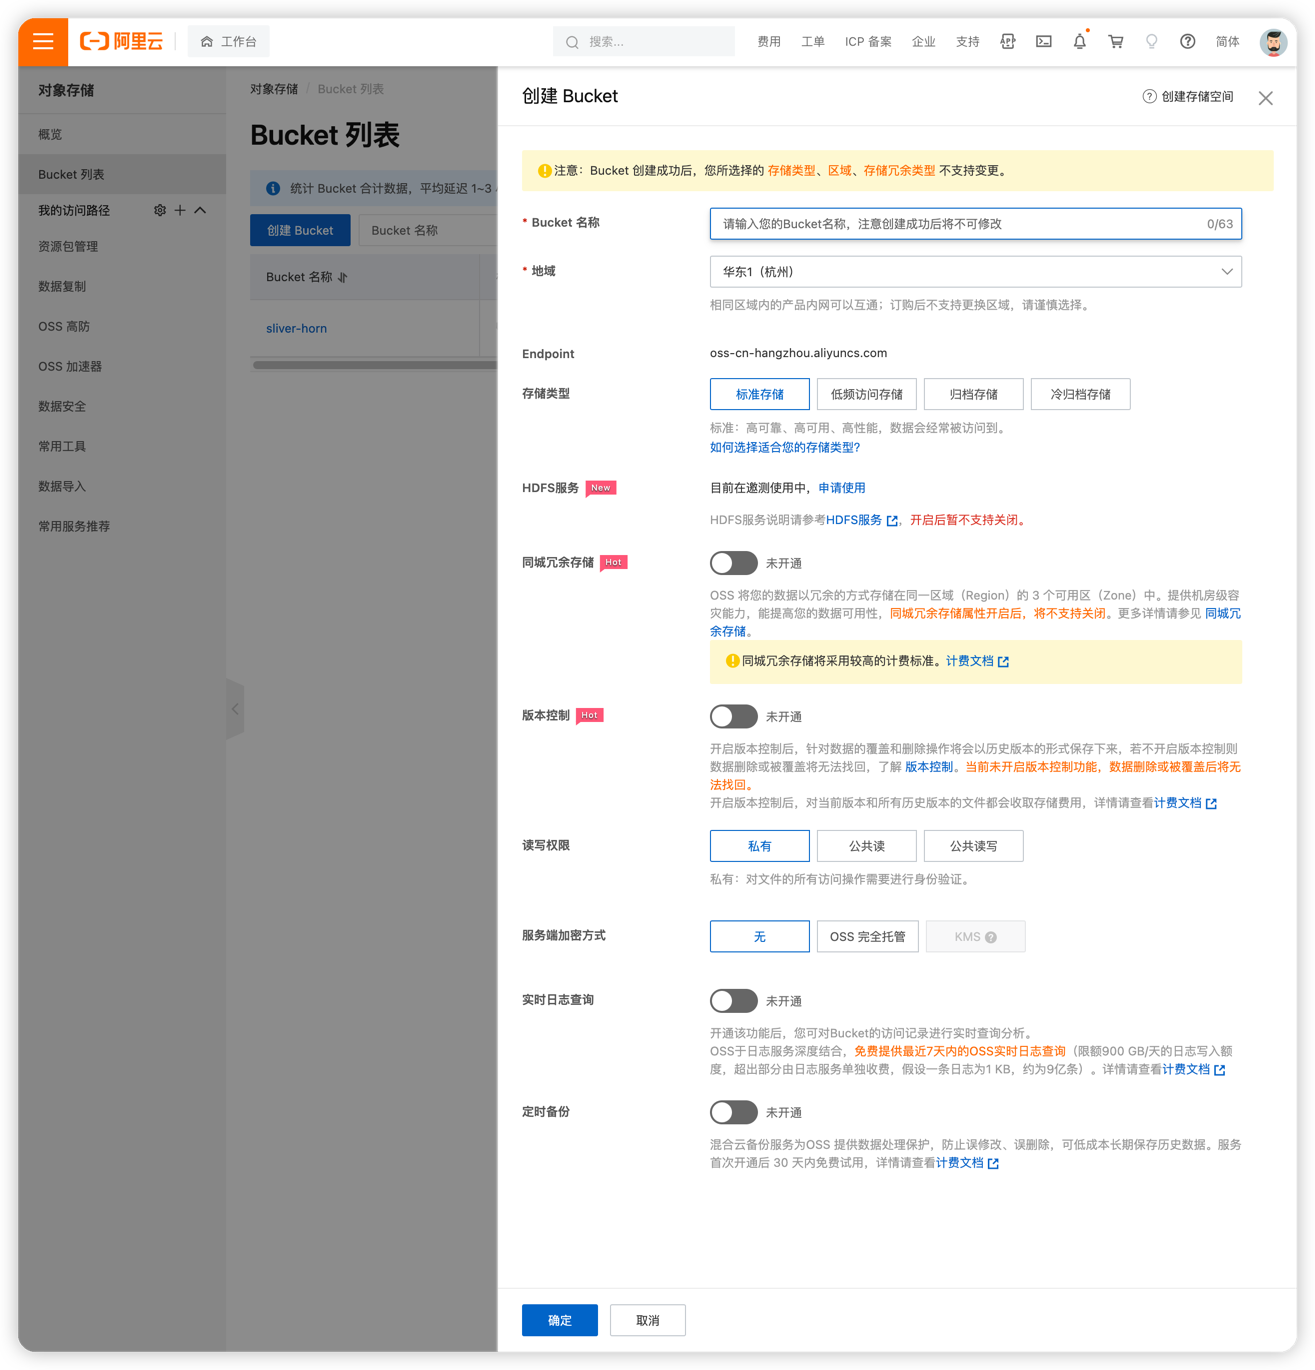 阿里云
工作台
搜索...
费用
工单
ICP 备案
企业
支持
简体
对象存储
概览
Bucket 列表
我的访问路径
资源包管理
数据复制
OSS 高防
OSS 加速器
数据安全
常用工具
数据导入
常用服务推荐
对象存储 / Bucket 列表
Bucket 列表
统计 Bucket 合计数据，平均延迟 1~3
创建 Bucket
Bucket 名称
Bucket 名称
sliver-horn
创建 Bucket
创建存储空间
注意：Bucket 创建成功后，您所选择的 存储类型、区域、存储冗余类型 不支持变更。
* Bucket 名称
请输入您的Bucket名称，注意创建成功后将不可修改
0/63
* 地域
华东1（杭州）
相同区域内的产品内网可以互通；订购后不支持更换区域，请谨慎选择。
Endpoint
oss-cn-hangzhou.aliyuncs.com
存储类型
标准存储
低频访问存储
归档存储
冷归档存储
标准：高可靠、高可用、高性能，数据会经常被访问到。
如何选择适合您的存储类型?
HDFS服务 New
目前在邀测使用中，申请使用
HDFS服务说明请参考HDFS服务，开启后暂不支持关闭。
同城冗余存储 Hot
未开通
OSS 将您的数据以冗余的方式存储在同一区域（Region）的 3 个可用区（Zone）中。提供机房级容
灾能力，能提高您的数据可用性，同城冗余存储属性开启后，将不支持关闭。更多详情请参见 同城冗
余存储。
同城冗余存储将采用较高的计费标准。计费文档
版本控制 Hot
未开通
开启版本控制后，针对数据的覆盖和删除操作将会以历史版本的形式保存下来，若不开启版本控制则
数据删除或被覆盖将无法找回，了解 版本控制。当前未开启版本控制功能，数据删除或被覆盖后将无
法找回。
开启版本控制后，对当前版本和所有历史版本的文件都会收取存储费用，详情请查看计费文档
读写权限
私有
公共读
公共读写
私有：对文件的所有访问操作需要进行身份验证。
服务端加密方式
无
OSS 完全托管
KMS
实时日志查询
未开通
开通该功能后，您可对Bucket的访问记录进行实时查询分析。
OSS于日志服务深度结合，免费提供最近7天内的OSS实时日志查询（限额900 GB/天的日志写入额
度，超出部分由日志服务单独收费，假设一条日志为1 KB，约为9亿条）。详情请查看计费文档
定时备份
未开通
混合云备份服务为OSS 提供数据处理保护，防止误修改、误删除，可低成本长期保存历史数据。服务
首次开通后 30 天内免费试用，详情请查看计费文档
确定
取消